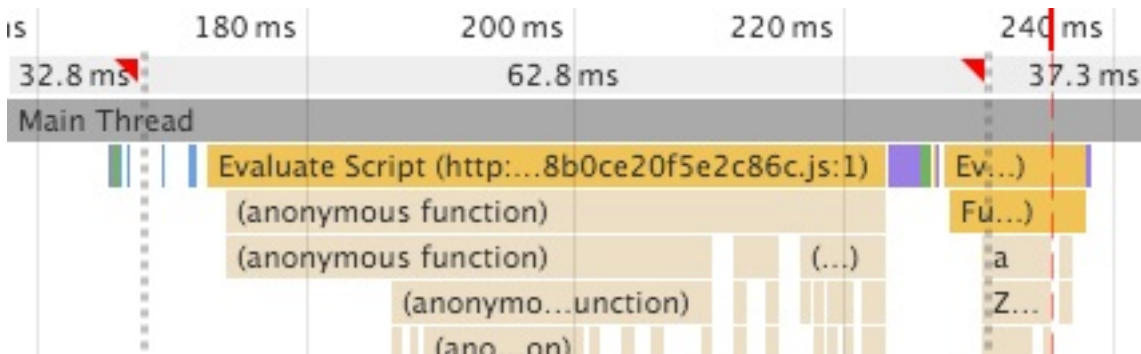 ms 180 ms 200 ms 220 ms 240 ms
32.8 ms 62.8 ms 37.3 ms
Main Thread
Evaluate Script (http:...8b0ce20f5e2c86c.js:1) Ev...)
(anonymous function) Fu...)
(anonymous function) (...) a
(anonymo...unction) Z...
(ano...on)